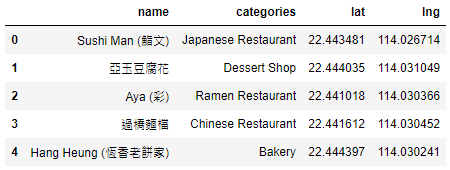 name categories lat lng
0 Sushi Man (鮨文) Japanese Restaurant 22.443481 114.026714
1 亞玉豆腐花 Dessert Shop 22.444035 114.031049
2 Aya (彩) Ramen Restaurant 22.441018 114.030366
3 過橋麵檔 Chinese Restaurant 22.441612 114.030452
4 Hang Heung (恆香老餅家) Bakery 22.444397 114.030241